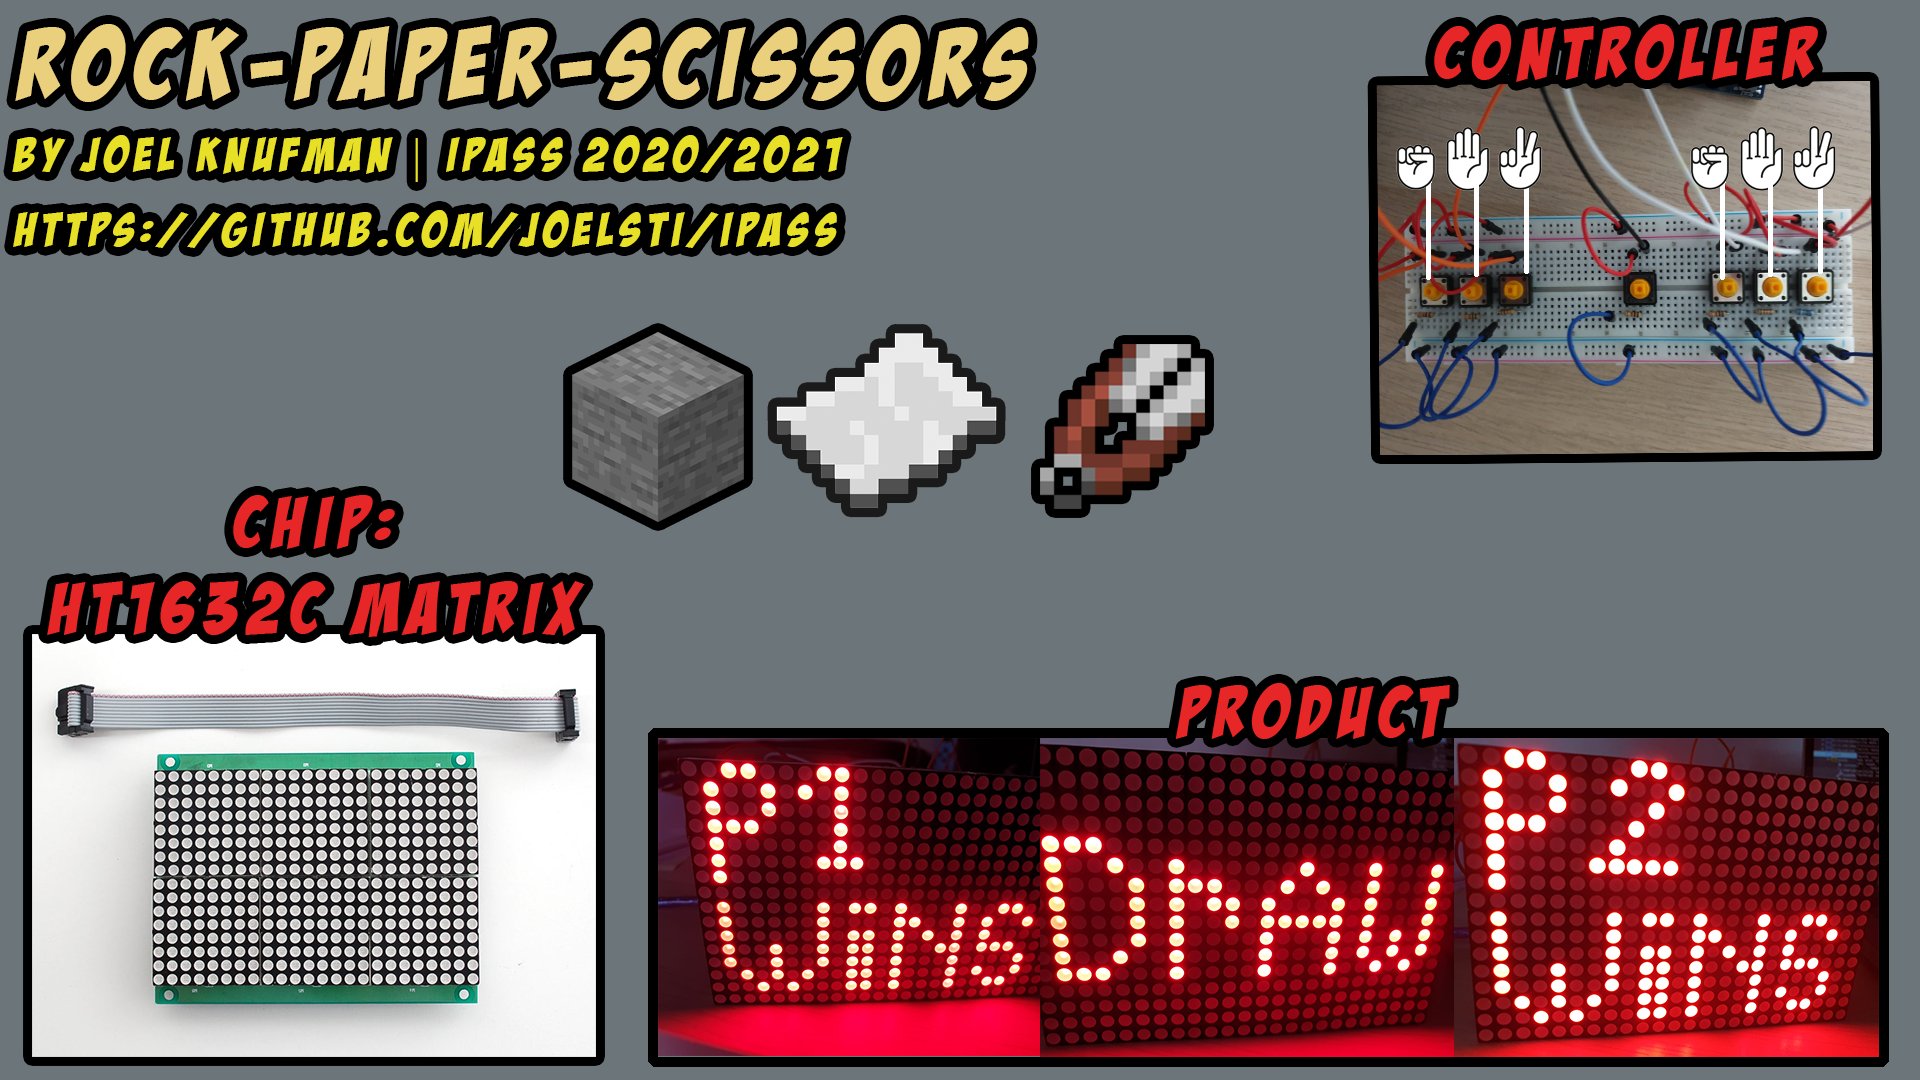 ROCK-PAPER-SCISSORS
BY JOEL KNUFMAN | IPASS 2020/2021
HTTPS://GITHUB.COM/JOELSTI/IPASS
CONTROLLER
CHIP:
HT1632C MATRIX
PRODUCT
P1
WINS
DrAW
P2
WINS